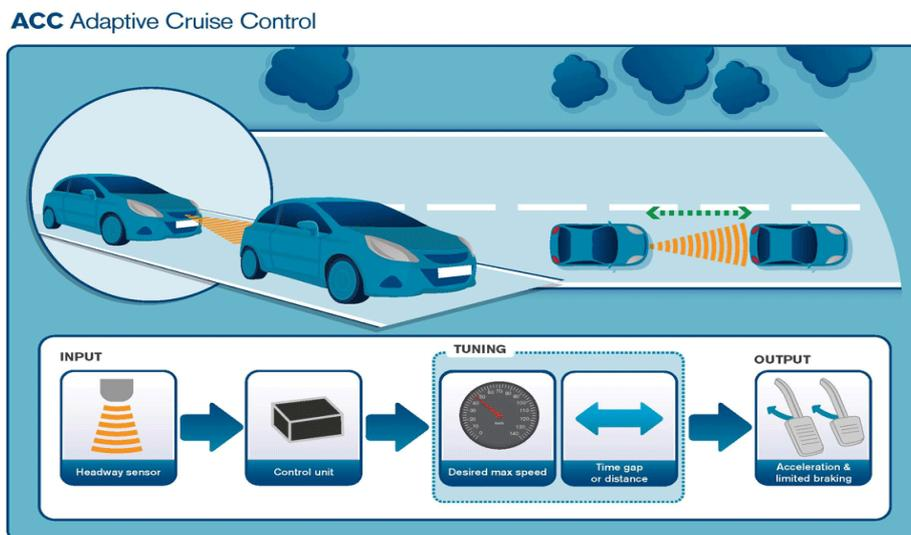 ACC Adaptive Cruise Control
INPUT
TUNING
OUTPUT
Headway sensor
Control unit
Desired max speed
Time gap
or distance
Acceleration &
limited braking